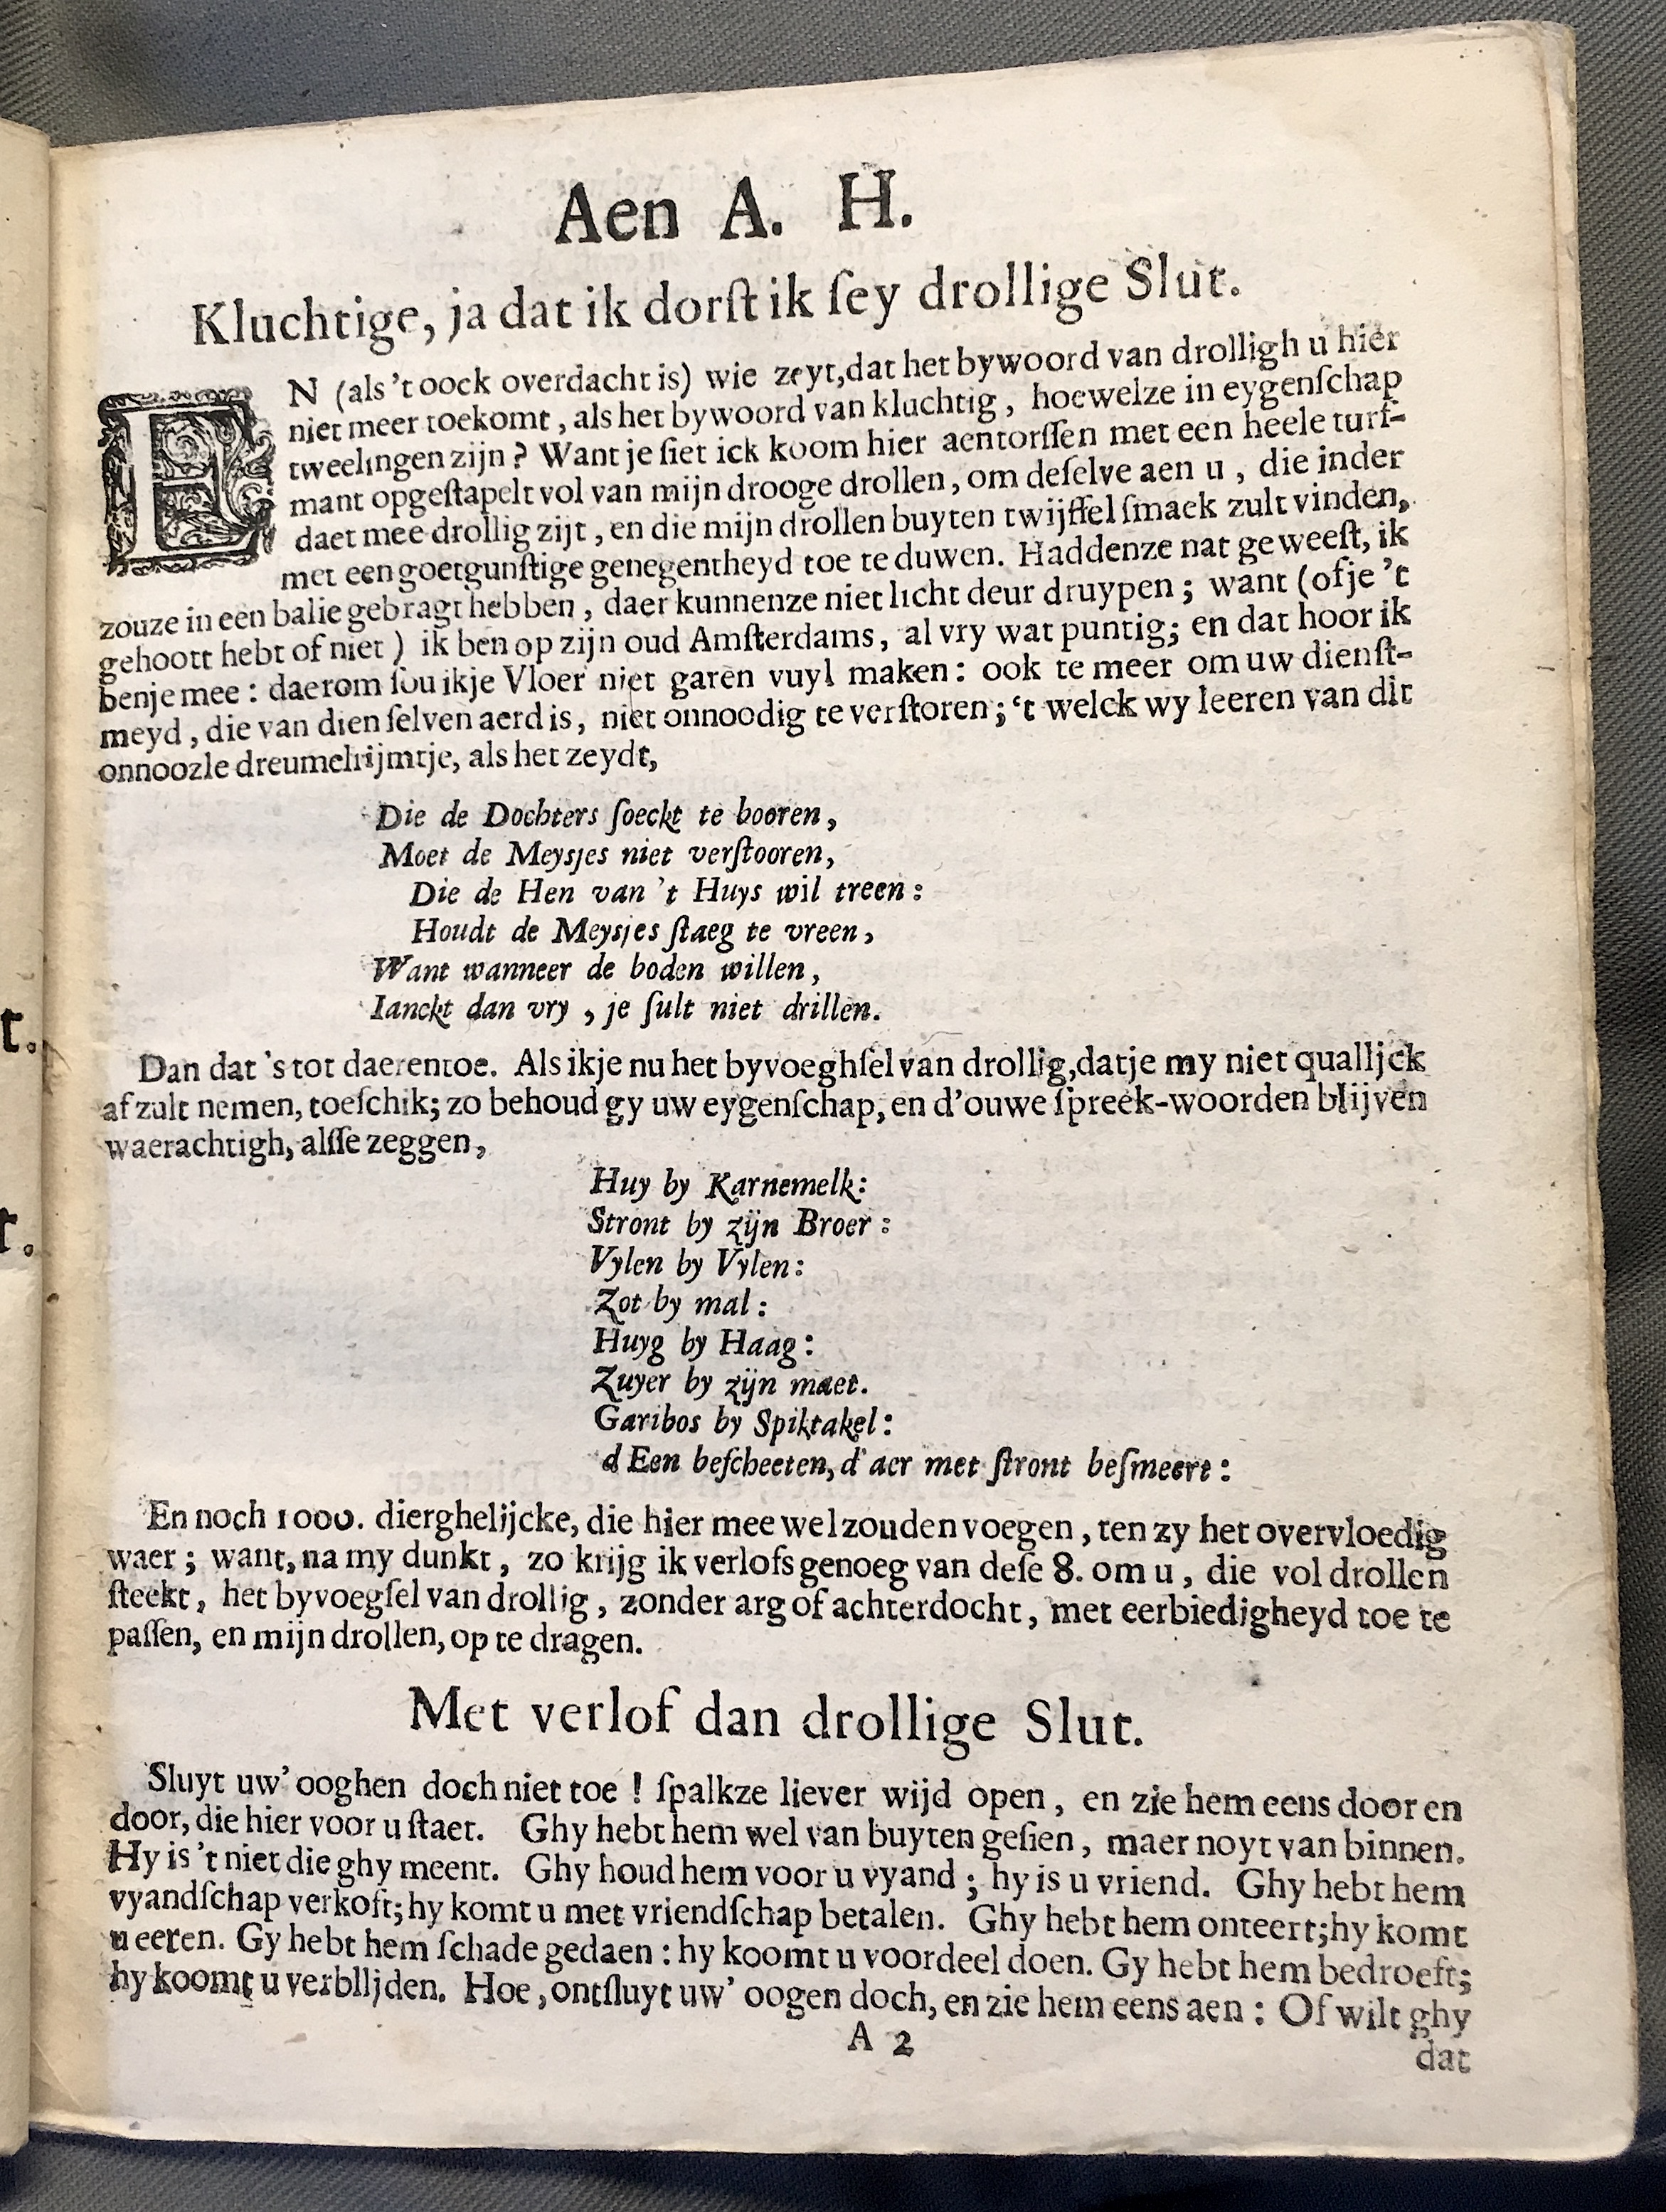 Aen A. H.
Kluchtige, ja dat ik dorſt ik ſey drollige Slut.
EN (als 't oock overdacht is) wie zeyt, dat het bywoord van drolligh u hier
niet meer toekomt, als het bywoord van kluchtig, hoewelze in eygenſchap
tweelingen zijn? Want je ſiet ick koom hier aentorſſen met een heele turf-
mant opgeſtapelt vol van mijn drooge drollen, om deſelve aen u, die inder
daet mee drollig zijt, en die mijn drollen buyten twijffel ſmaek zult vinden,
met een goetgunſtige genegentheyd toe te duwen. Haddenze nat geweeſt, ik
zouze in een balie gebragt hebben, daer kunnenze niet licht deur druypen; want (of je 't
gehoort hebt of niet) ik ben op zijn oud Amſterdams, al vry wat puntig; en dat hoor ik
benje mee: daerom ſou ikje Vloer niet garen vuyl maken: ook te meer om uw dienſt-
meyd, die van dien ſelven aerd is, niet onnoodig te verſtoren; 't welck wy leeren van dit
onnoozle dreumelrijmtje, als het zeydt,
Die de Dochters ſoeckt te booren,
Moet de Meysjes niet verſtooren,
Die de Hen van 't Huys wil treen:
Houdt de Meysjes ſtaeg te vreen,
Want wanneer de boden willen,
Ianckt dan vry, je ſult niet drillen.
Dan dat 's tot daerentoe. Als ikje nu het byvoeghſel van drollig, datje my niet quallijck
af zult nemen, toeſchik; zo behoud gy uw eygenſchap, en d'ouwe ſpreek-woorden blijven
waerachtigh, alſſe zeggen,
Huy by Karnemelk:
Stront by zijn Broer:
Vylen by Vylen:
Zot by mal:
Huyg by Haag:
Zuyer by zijn maet.
Garibos by Spiktakel:
d Een beſcheeten, d'aer met ſtront beſmeert:
En noch 1000. dierghelijcke, die hier mee wel zouden voegen, ten zy het overvloedig
waer; want, na my dunkt, zo krijg ik verlofs genoeg van deſe 8. om u, die vol drollen
ſteekt, het byvoegſel van drollig, zonder arg of achterdocht, met eerbiedigheyd toe te
paſſen, en mijn drollen, op te dragen.
Met verlof dan drollige Slut.
Sluyt uw' ooghen doch niet toe! ſpalkze liever wijd open, en zie hem eens door en
door, die hier voor u ſtaet. Ghy hebt hem wel van buyten geſien, maer noyt van binnen.
Hy is 't niet die ghy meent. Ghy houd hem voor u vyand; hy is u vriend. Ghy hebt hem
vyandſchap verkoft; hy komt u met vriendſchap betalen. Ghy hebt hem onteert; hy komt
u eeren. Gy hebt hem ſchade gedaen: hy koomt u voordeel doen. Gy hebt hem bedroeft;
hy koomt u verbllijden. Hoe, ontſluyt uw' oogen doch, en zie hem eens aen: Of wilt ghy
A 2
dat